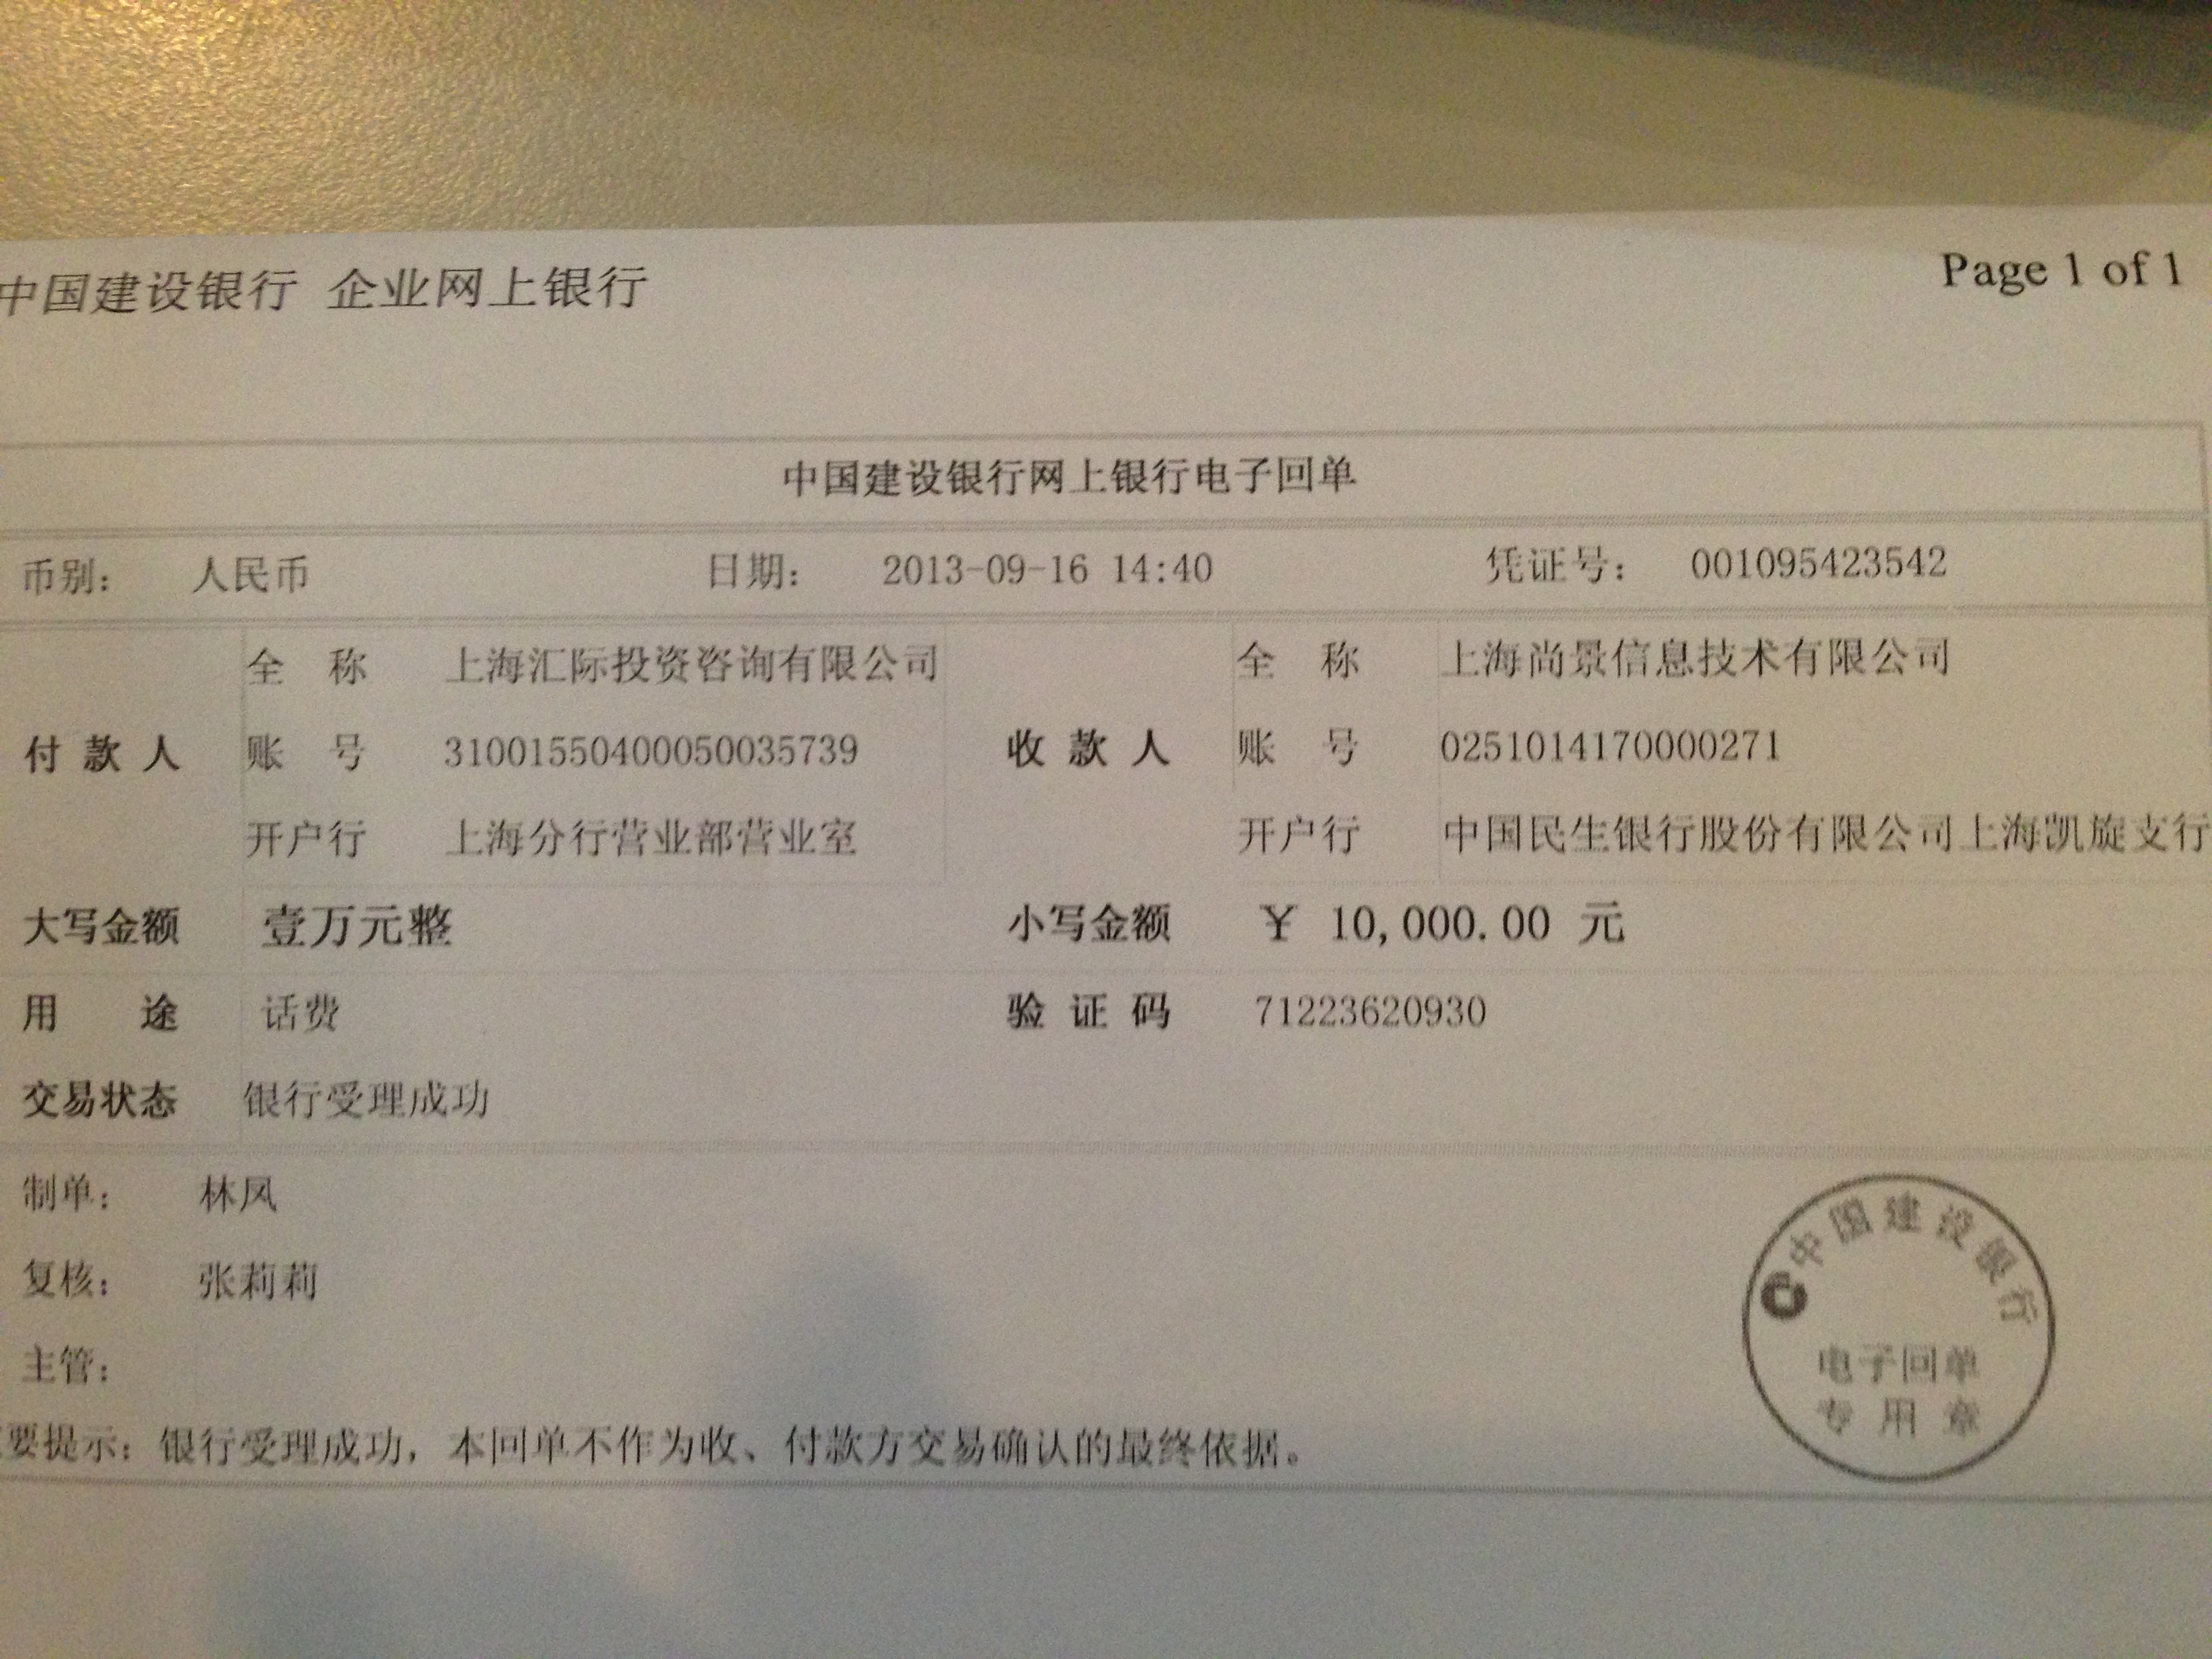 中国建设银行 企业网上银行 Page 1 of 1
中国建设银行网上银行电子回单
币别： 人民币 日期： 2013-09-16 14:40 凭证号： 001095423542
全 称 上海汇际投资咨询有限公司 全 称 上海尚景信息技术有限公司
付 款 人 账 号 31001550400050035739 收 款 人 账 号 0251014170000271
开户行 上海分行营业部营业室 开户行 中国民生银行股份有限公司上海凯旋支行
大写金额 壹万元整 小写金额 ￥ 10,000.00 元
用 途 话费 验 证 码 71223620930
交易状态 银行受理成功
制单： 林凤
复核： 张莉莉
主管：
要提示：银行受理成功，本回单不作为收、付款方交易确认的最终依据。
中国建设银行
电子回单
专用章